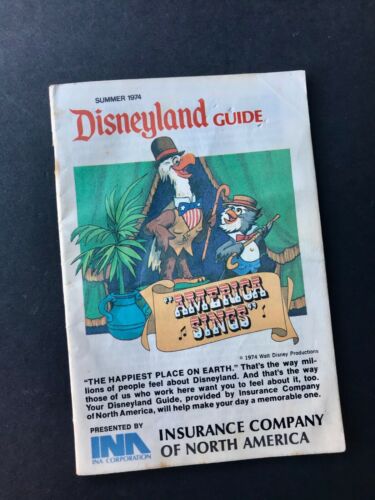 SUMMER 1974
Disneyland GUIDE
"AMERICA
SINGS"
© 1974 Walt Disney Productions
"THE HAPPIEST PLACE ON EARTH." That's the way mil-
lions of people feel about Disneyland. And that's the way
those of us who work here want you to feel about it, too.
Your Disneyland Guide, provided by Insurance Company
of North America, will help make your day a memorable one.
PRESENTED BY
INA
INA CORPORATION
INSURANCE COMPANY
OF NORTH AMERICA